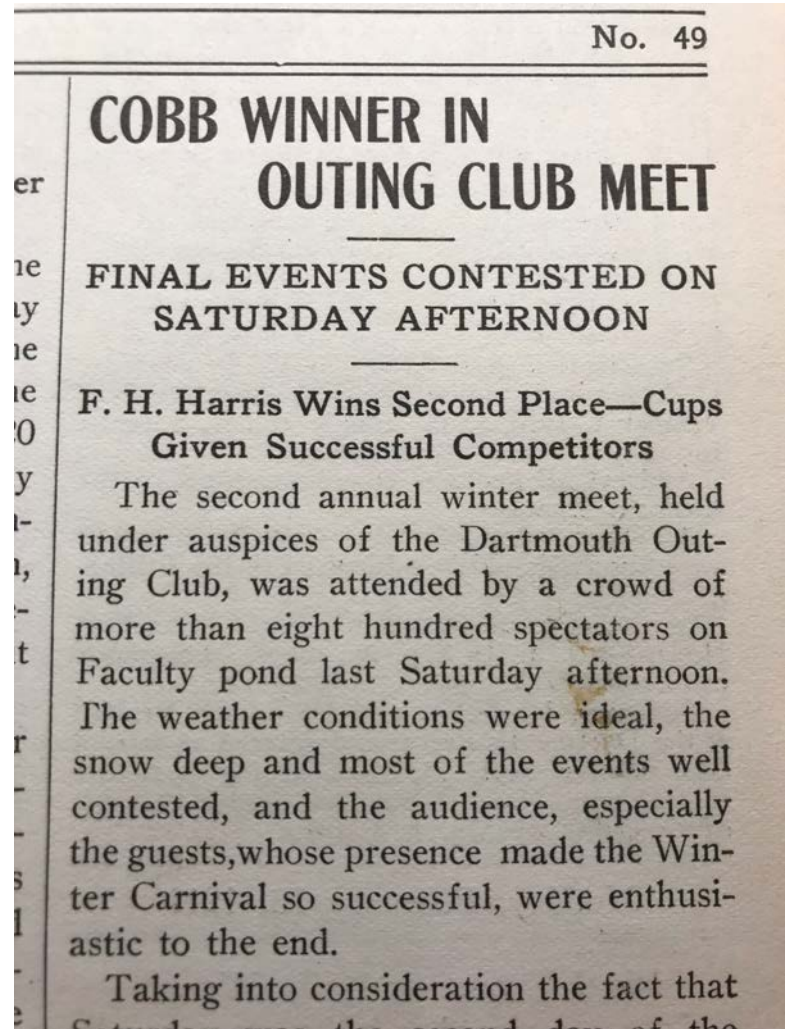 No. 49
COBB WINNER IN
OUTING CLUB MEET
FINAL EVENTS CONTESTED ON
SATURDAY AFTERNOON
F. H. Harris Wins Second Place—Cups
Given Successful Competitors
The second annual winter meet, held
under auspices of the Dartmouth Out-
ing Club, was attended by a crowd of
more than eight hundred spectators on
Faculty pond last Saturday afternoon.
The weather conditions were ideal, the
snow deep and most of the events well
contested, and the audience, especially
the guests,whose presence made the Win-
ter Carnival so successful, were enthusi-
astic to the end.
Taking into consideration the fact that